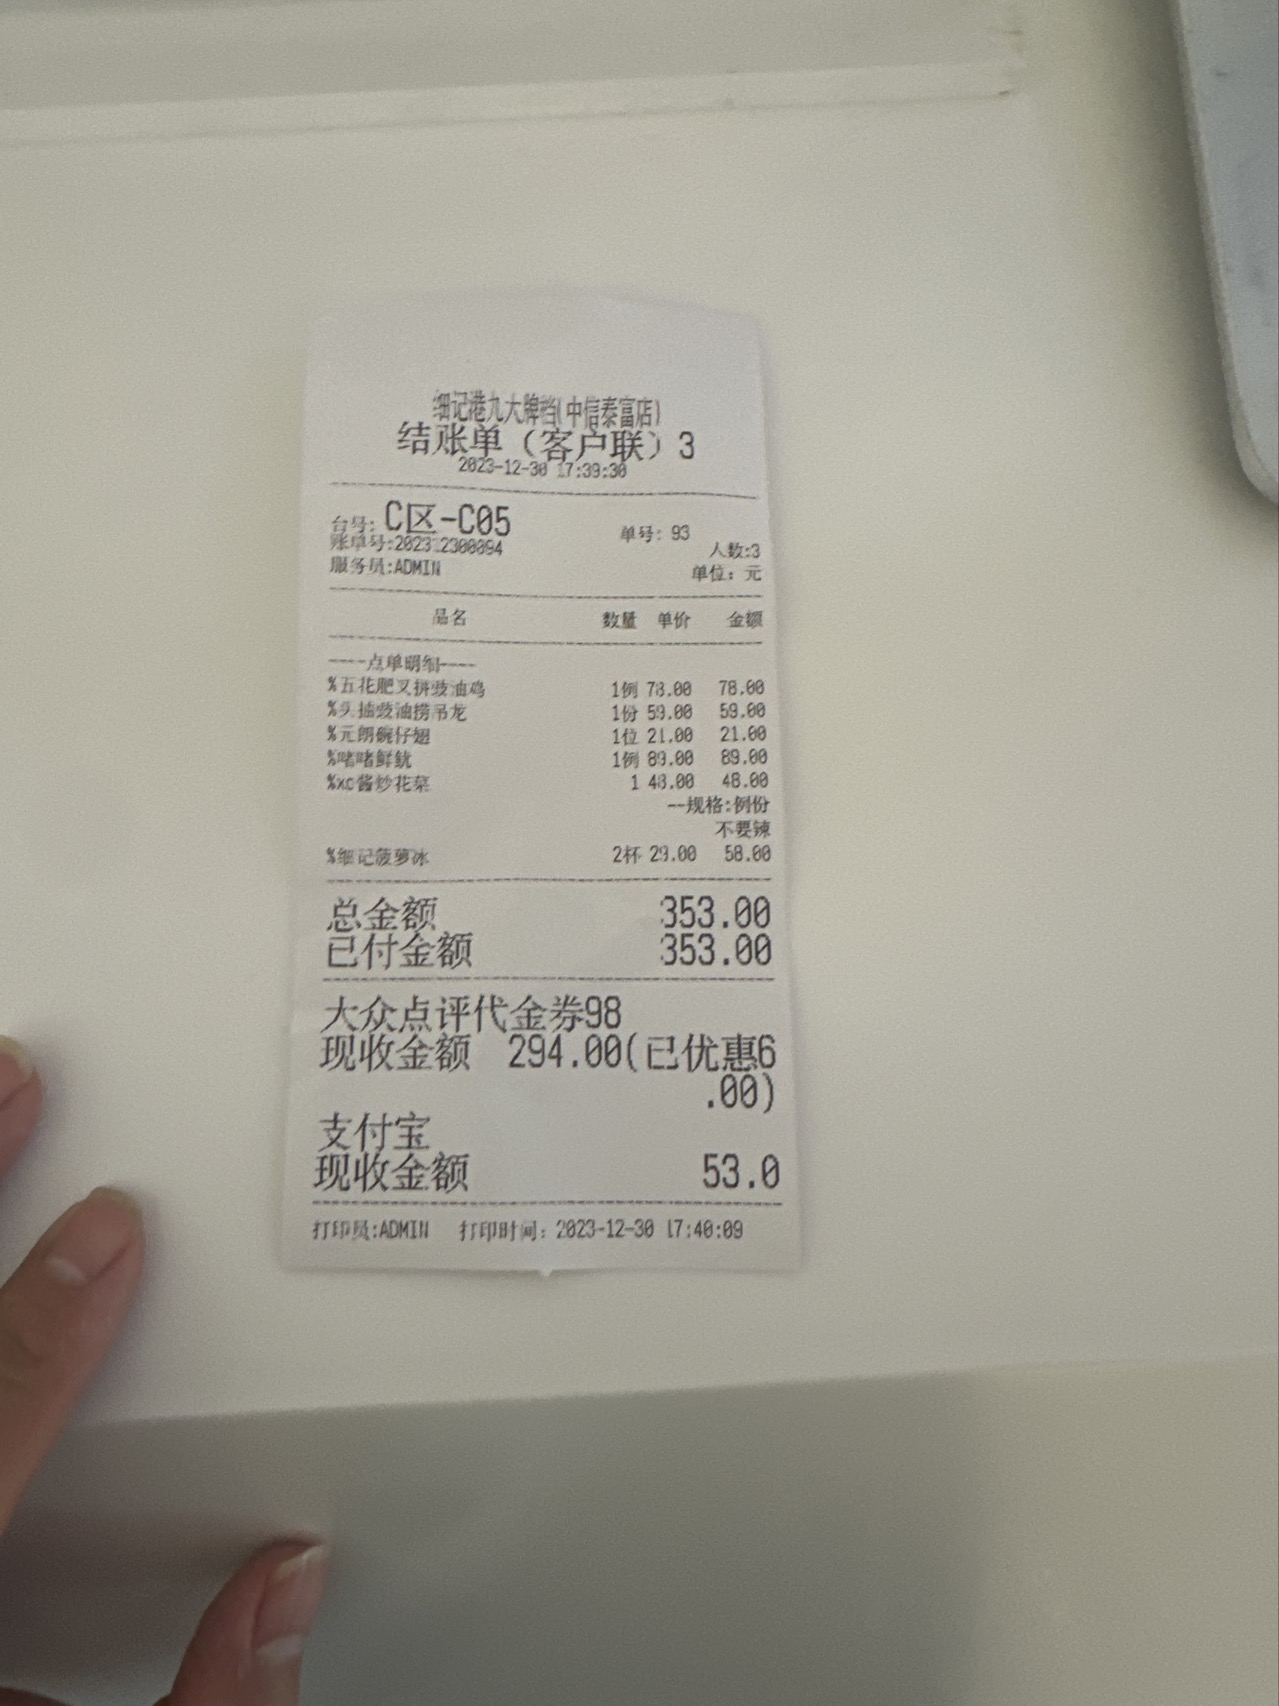 细记港九大牌档(中信泰富店)
结账单（客户联）3
2023-12-30 17:39:30
台号: C区-C05 单号: 93
账单号:202312300094 人数:3
服务员:ADMIN 单位: 元
品名 数量 单价 金额
----点单明细----
%五花肥叉拼豉油鸡 1例 78.00 78.00
%头抽豉油捞吊龙 1份 59.00 59.00
%元朗碗仔翅 1位 21.00 21.00
%啫啫鲜鱿 1例 89.00 89.00
%xo酱炒花菜 1 48.00 48.00
--规格:例份
不要辣
%细记菠萝冰 2杯 29.00 58.00
总金额 353.00
已付金额 353.00
大众点评代金券98
现收金额 294.00(已优惠6
.00)
支付宝
现收金额 53.0
打印员:ADMIN 打印时间: 2023-12-30 17:40:09